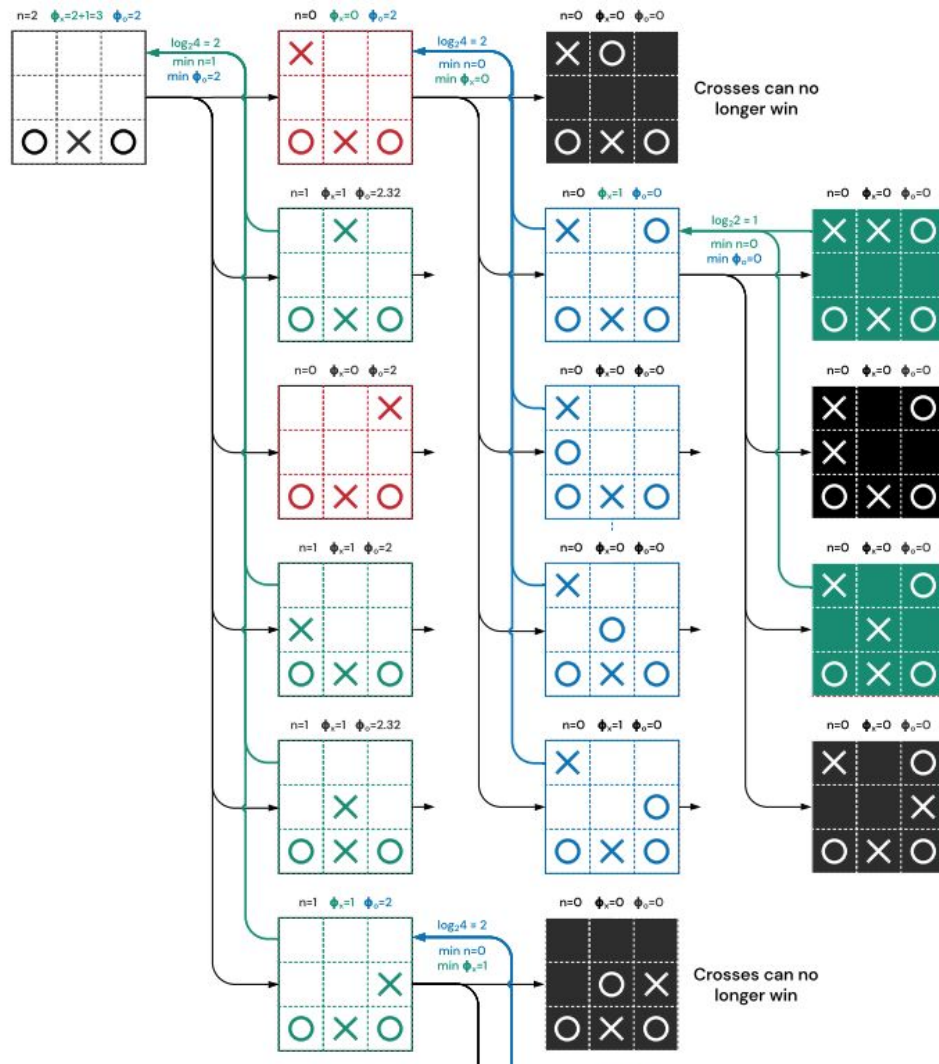 n=2 ϕₓ=2+1=3 ϕₒ=2
n=0 ϕₓ=0 ϕₒ=2
n=0 ϕₓ=0 ϕₒ=0
log₂4 = 2
min n=1
min ϕₒ=2
log₂4 = 2
min n=0
min ϕₓ=0
X
X O
Crosses can no
longer win
O X O
O X O
O X O
n=1 ϕₓ=1 ϕₒ=2.32
n=0 ϕₓ=1 ϕₒ=0
n=0 ϕₓ=0 ϕₒ=0
X
X O
log₂2 = 1
min n=0
min ϕₒ=0
X X O
O X O
O X O
O X O
n=0 ϕₓ=0 ϕₒ=2
n=0 ϕₓ=0 ϕₒ=0
n=0 ϕₓ=0 ϕₒ=0
X
X
X O
O
X
O X O
O X O
O X O
n=1 ϕₓ=1 ϕₒ=2
n=0 ϕₓ=0 ϕₒ=0
n=0 ϕₓ=0 ϕₒ=0
X
X O
X
O
X
O X O
O X O
O X O
n=1 ϕₓ=1 ϕₒ=2.32
n=0 ϕₓ=1 ϕₒ=0
n=0 ϕₓ=0 ϕₒ=0
X
X O
X
O
X
O X O
O X O
O X O
n=1 ϕₓ=1 ϕₒ=2
n=0 ϕₓ=0 ϕₒ=0
log₂4 = 2
min n=0
min ϕₓ=1
X
O X
Crosses can no
longer win
O X O
O X O